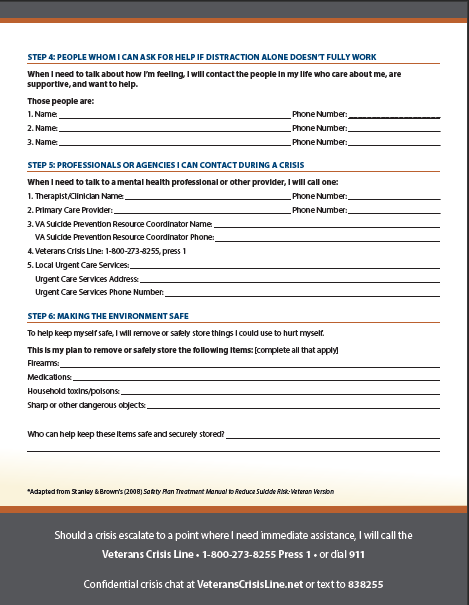 STEP 4: PEOPLE WHOM I CAN ASK FOR HELP IF DISTRACTION ALONE DOESN'T FULLY WORK
When I need to talk about how I'm feeling, I will contact the people in my life who care about me, are
supportive, and want to help.
Those people are:
1. Name: Phone Number:
2. Name: Phone Number:
3. Name: Phone Number:
STEP 5: PROFESSIONALS OR AGENCIES I CAN CONTACT DURING A CRISIS
When I need to talk to a mental health professional or other provider, I will call one:
1. Therapist/Clinician Name: Phone Number:
2. Primary Care Provider: Phone Number:
3. VA Suicide Prevention Resource Coordinator Name:
VA Suicide Prevention Resource Coordinator Phone:
4. Veterans Crisis Line: 1-800-273-8255, press 1
5. Local Urgent Care Services:
Urgent Care Services Address:
Urgent Care Services Phone Number:
STEP 6: MAKING THE ENVIRONMENT SAFE
To help keep myself safe, I will remove or safely store things I could use to hurt myself.
This is my plan to remove or safely store the following items: [complete all that apply]
Firearms:
Medications:
Household toxins/poisons:
Sharp or other dangerous objects:
Who can help keep these items safe and securely stored?
*Adapted from Stanley & Brown's (2008) Safety Plan Treatment Manual to Reduce Suicide Risk: Veteran Version
Should a crisis escalate to a point where I need immediate assistance, I will call the
Veterans Crisis Line • 1-800-273-8255 Press 1 • or dial 911
Confidential crisis chat at VeteransCrisisLine.net or text to 838255